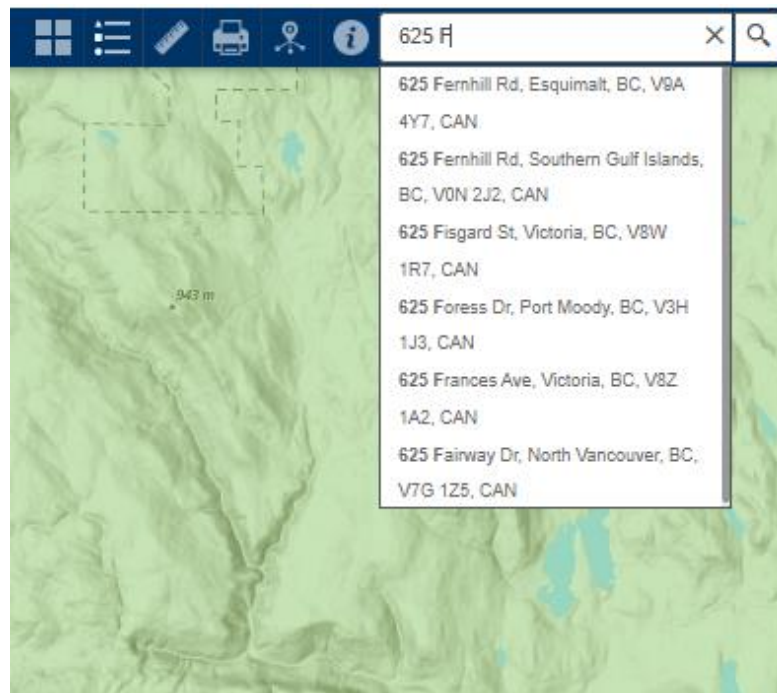 625 F
625 Fernhill Rd, Esquimalt, BC, V9A
4Y7, CAN
625 Fernhill Rd, Southern Gulf Islands,
BC, V0N 2J2, CAN
625 Fisgard St, Victoria, BC, V8W
1R7, CAN
625 Foress Dr, Port Moody, BC, V3H
1J3, CAN
625 Frances Ave, Victoria, BC, V8Z
1A2, CAN
625 Fairway Dr, North Vancouver, BC,
V7G 1Z5, CAN
943 m